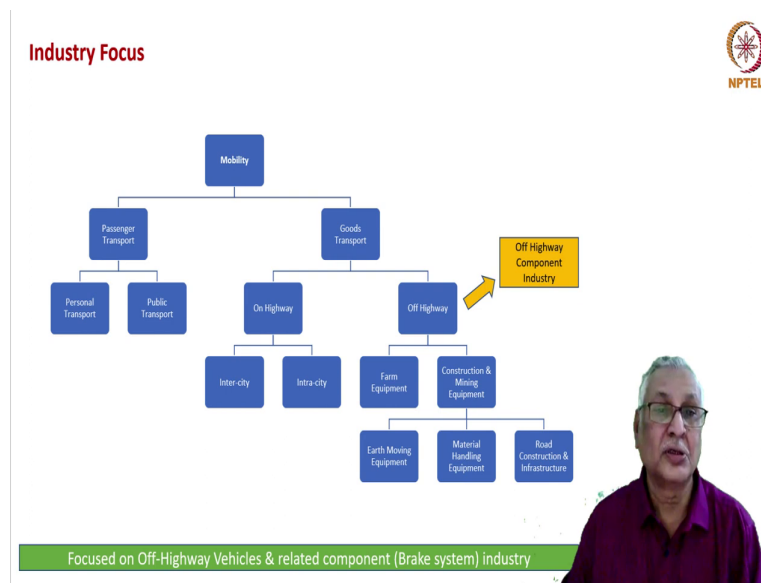 Industry Focus
NPTEL
Mobility
Passenger
Transport
Goods
Transport
Off Highway
Component
Industry
Personal
Transport
Public
Transport
On Highway
Off Highway
Inter-city
Intra-city
Farm
Equipment
Construction &
Mining
Equipment
Earth Moving
Equipment
Material
Handling
Equipment
Road
Construction &
Infrastructure
Focused on Off-Highway Vehicles & related component (Brake system) industry